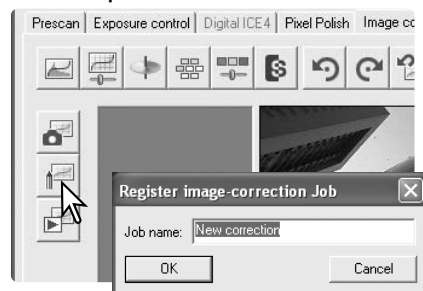 Prescan Exposure control Digital ICE4 Pixel Polish Image co
Register image-correction Job
Job name: New correction
OK Cancel